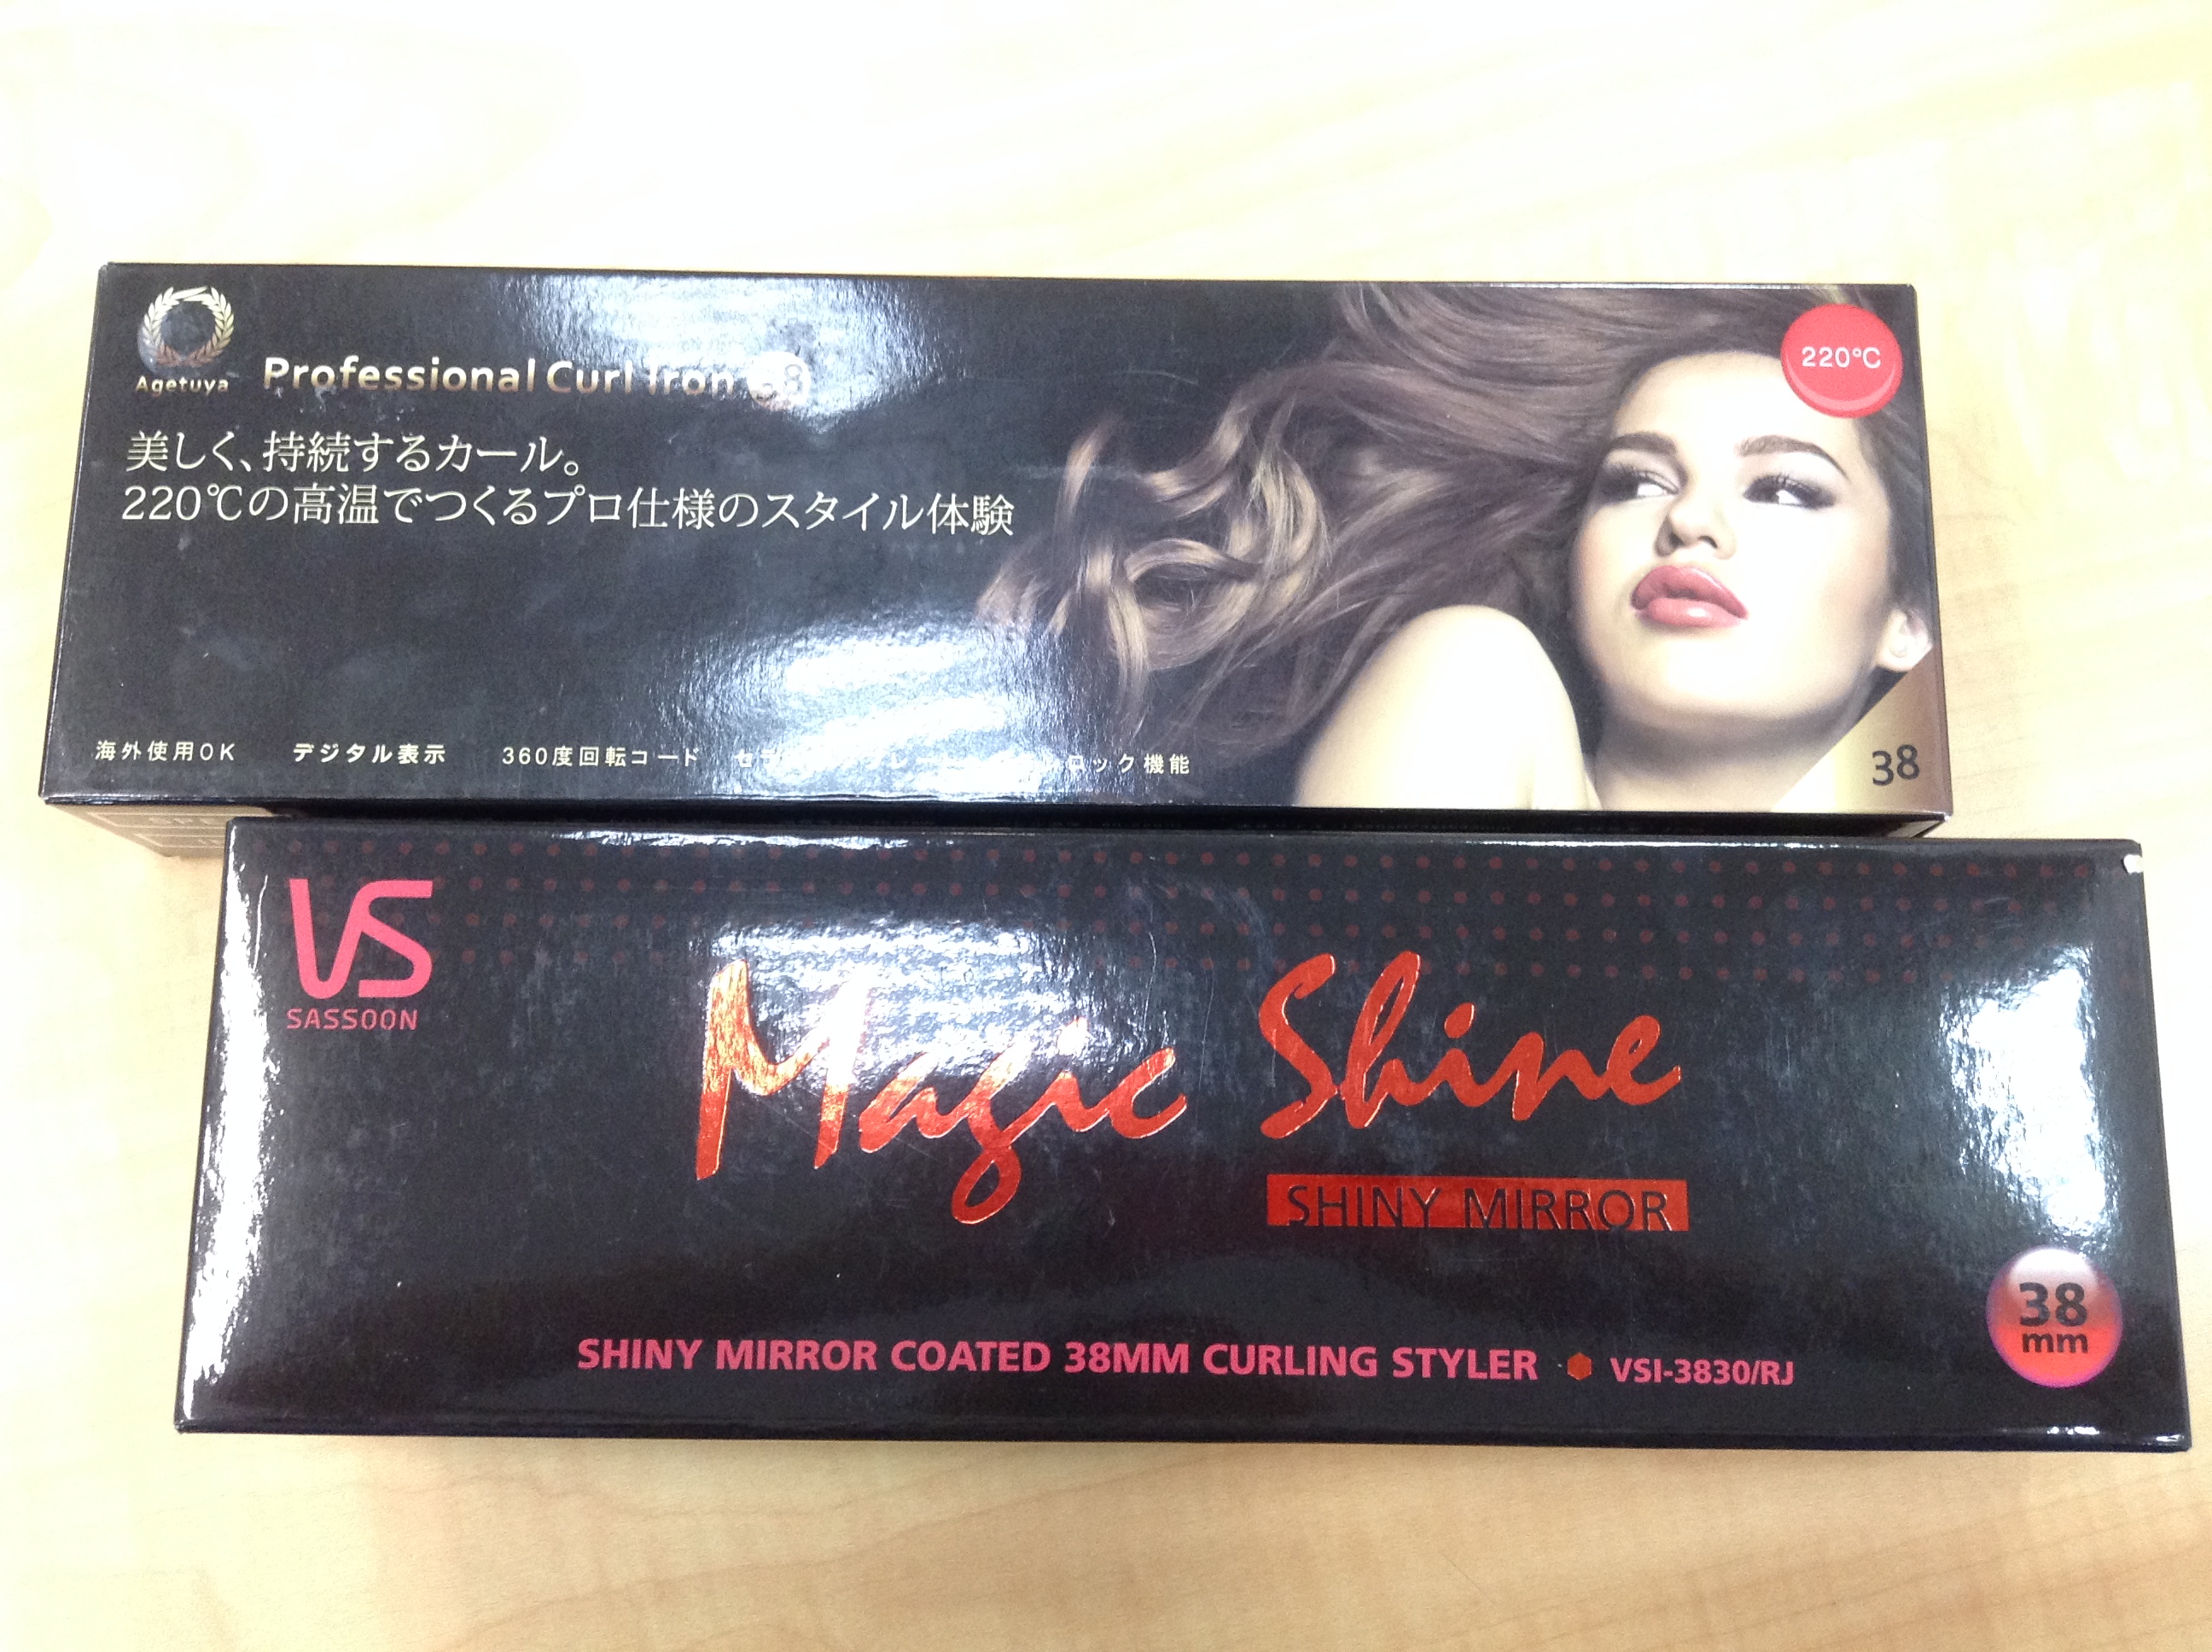 Agetuya
Professional Curl Iron 38
220℃
美しく、持続するカール。
220℃の高温でつくるプロ仕様のスタイル体験
海外使用OK デジタル表示 360度回転コード ロック機能
38
VS
SASSOON
Magic Shine
SHINY MIRROR
38
mm
SHINY MIRROR COATED 38MM CURLING STYLER VSI-3830/RJ